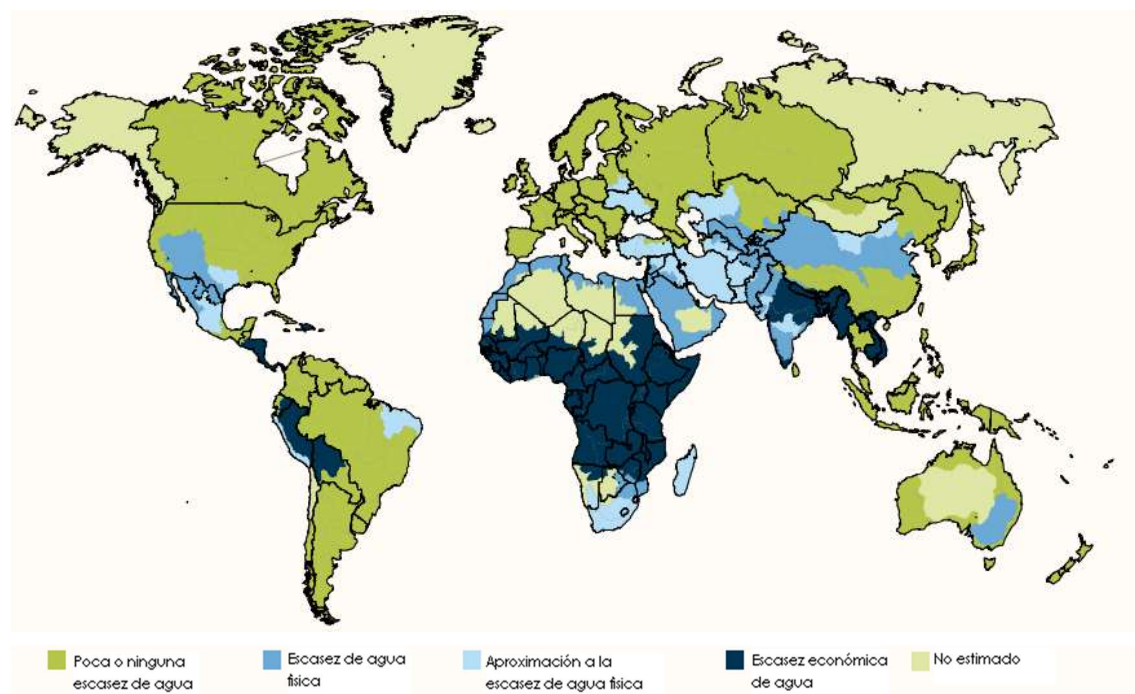 Poca o ninguna
escasez de agua
Escasez de agua
física
Aproximación a la
escasez de agua física
Escasez económica
de agua
No estimado